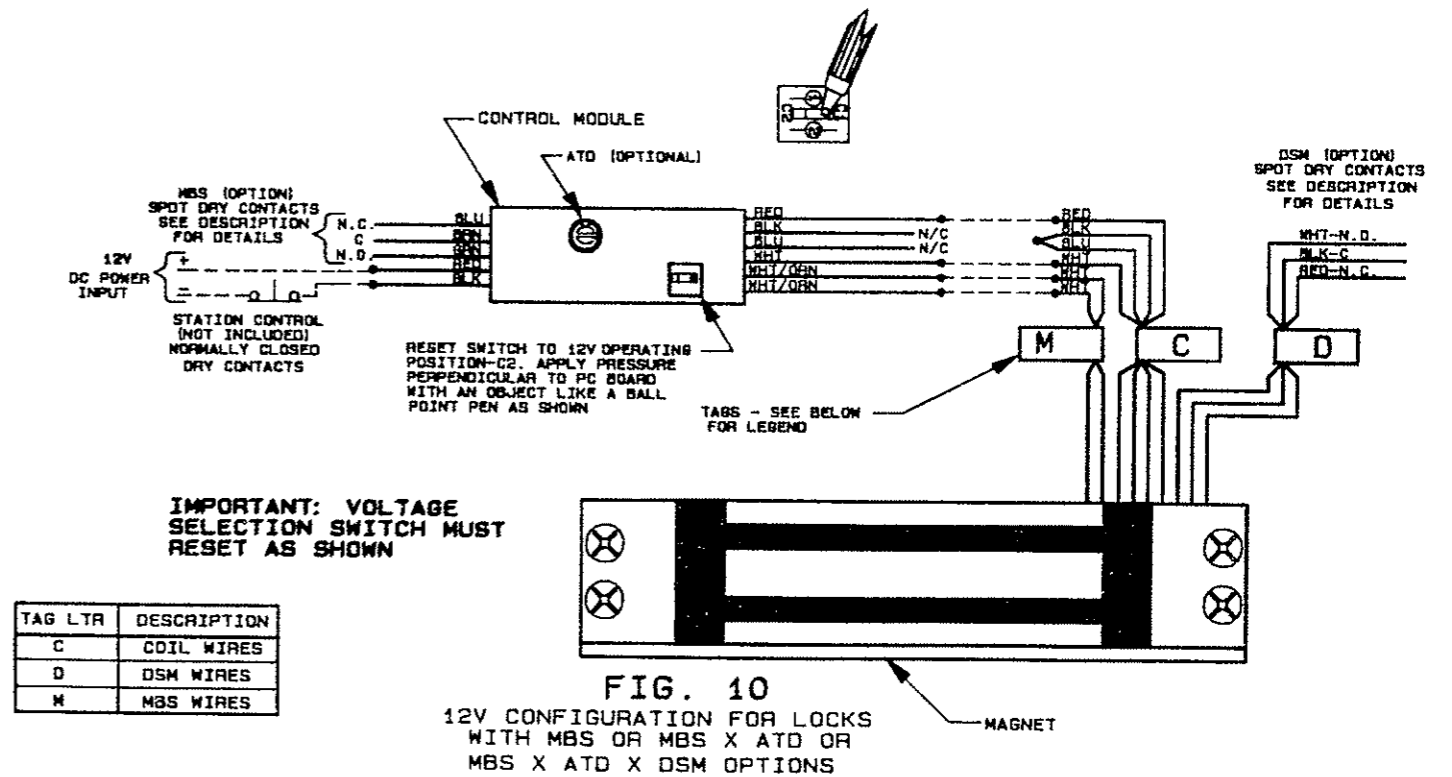 CONTROL MODULE
ATD (OPTIONAL)
C2
MBS (OPTION)
SPOT DRY CONTACTS
SEE DESCRIPTION
FOR DETAILS
N.C.
C
N.O.
12V
DC POWER
INPUT
+
-
STATION CONTROL
(NOT INCLUDED)
NORMALLY CLOSED
DRY CONTACTS
BLU
RED
BLK
RED
BLK
BLU
WHT
WHT/ORN
WHT/ORN
N/C
N/C
RED
BLK
BLU
WHT
WHT
WHT
DSM (OPTION)
SPOT DRY CONTACTS
SEE DESCRIPTION
FOR DETAILS
WHT-N.O.
BLK-C
RED-N.C.
RESET SWITCH TO 12V OPERATING
POSITION-C2. APPLY PRESSURE
PERPENDICULAR TO PC BOARD
WITH AN OBJECT LIKE A BALL
POINT PEN AS SHOWN
M
C
D
TAGS - SEE BELOW
FOR LEGEND
IMPORTANT: VOLTAGE
SELECTION SWITCH MUST
RESET AS SHOWN
TAG LTR DESCRIPTION
C COIL WIRES
D DSM WIRES
M MBS WIRES
MAGNET
FIG. 10
12V CONFIGURATION FOR LOCKS
WITH MBS OR MBS X ATD OR
MBS X ATD X DSM OPTIONS